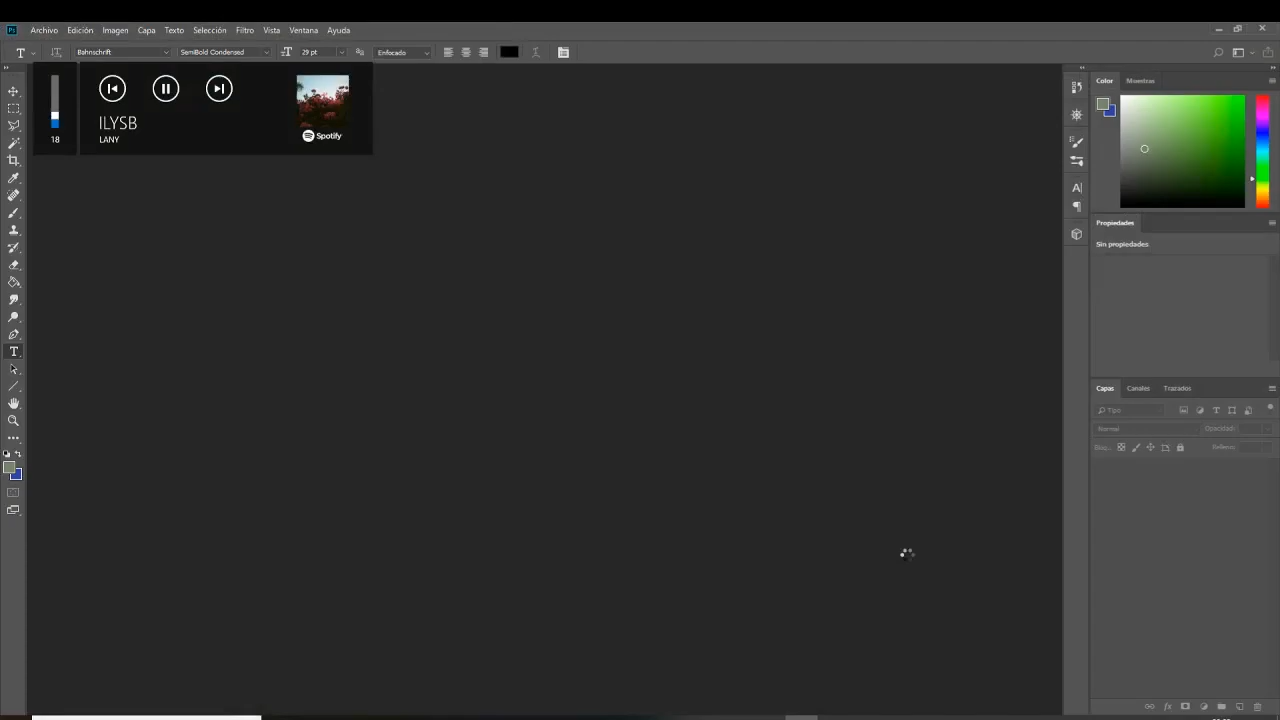 Ps Archivo Edición Imagen Capa Texto Selección Filtro Vista Ventana Ayuda
T Bahnschrift SemiBold Condensed 29 pt Enfocado
ILYSB
LANY
Spotify
18
Color Muestras
Propiedades
Sin propiedades
Capas Canales Trazados
Tipo
Normal Opacidad:
Bloq.: Relleno: